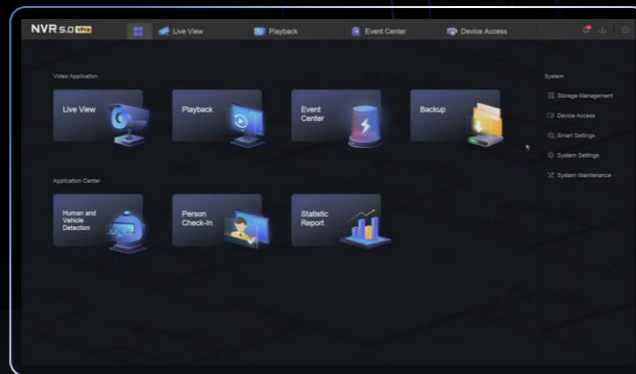 NVR 5.0 VPro
Live View
Playback
Event Center
Device Access
Video Application
System
Live View
Playback
Event
Center
Backup
Storage Management
Device Access
Smart Settings
System Settings
System Maintenance
Application Center
Human and
Vehicle
Detection
Person
Check-In
Statistic
Report